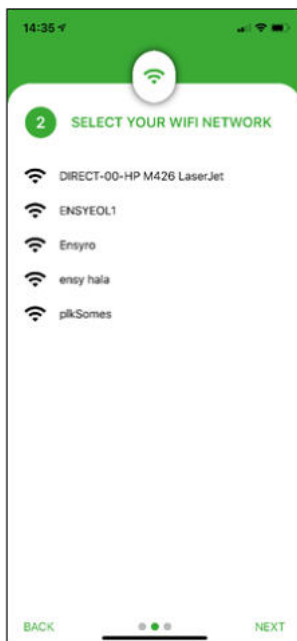 14:35
2 SELECT YOUR WIFI NETWORK
DIRECT-00-HP M426 LaserJet
ENSYEOL1
Ensyro
ensy hala
plkSomes
BACK NEXT